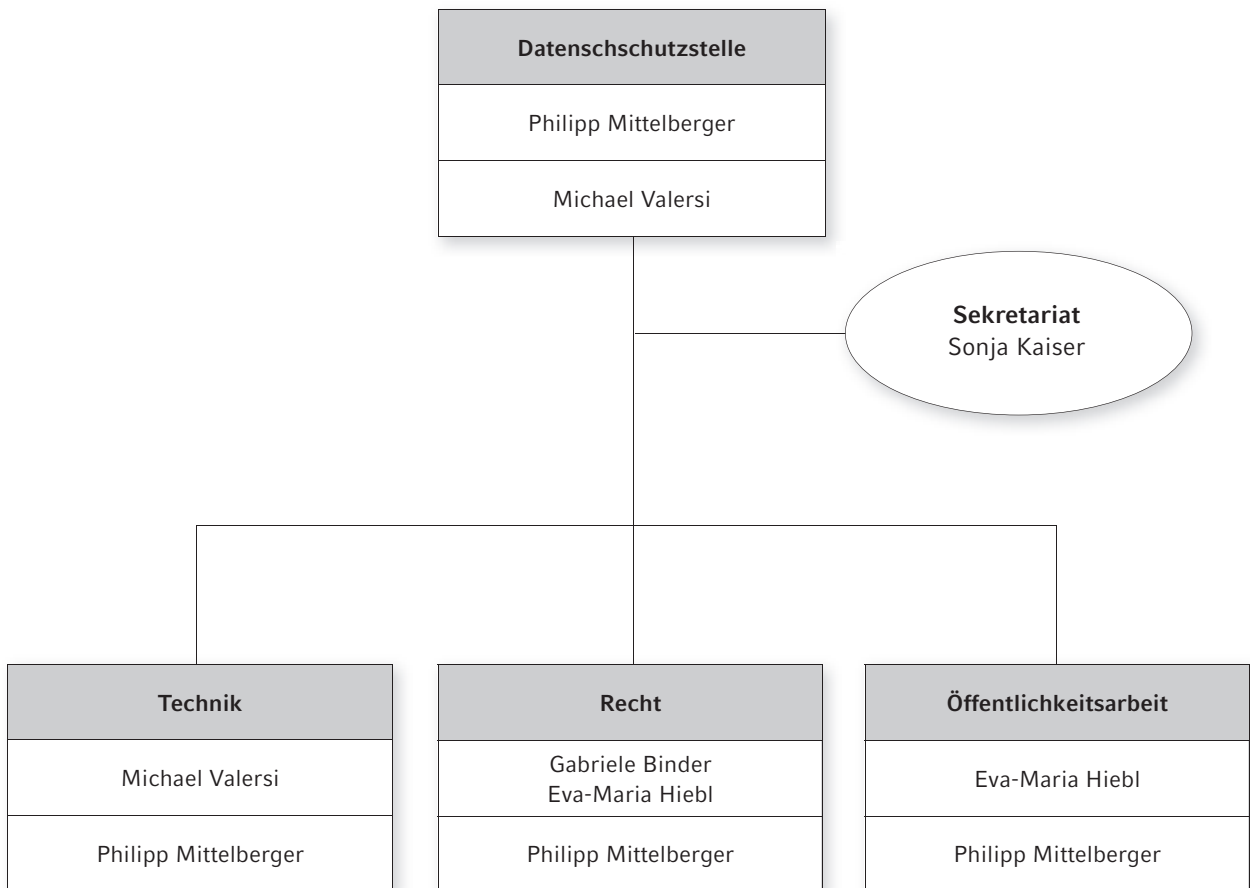 Datenschschutzstelle
Philipp Mittelberger
Michael Valersi
Sekretariat
Sonja Kaiser
Technik
Michael Valersi
Philipp Mittelberger
Recht
Gabriele Binder
Eva-Maria Hiebl
Philipp Mittelberger
Öffentlichkeitsarbeit
Eva-Maria Hiebl
Philipp Mittelberger